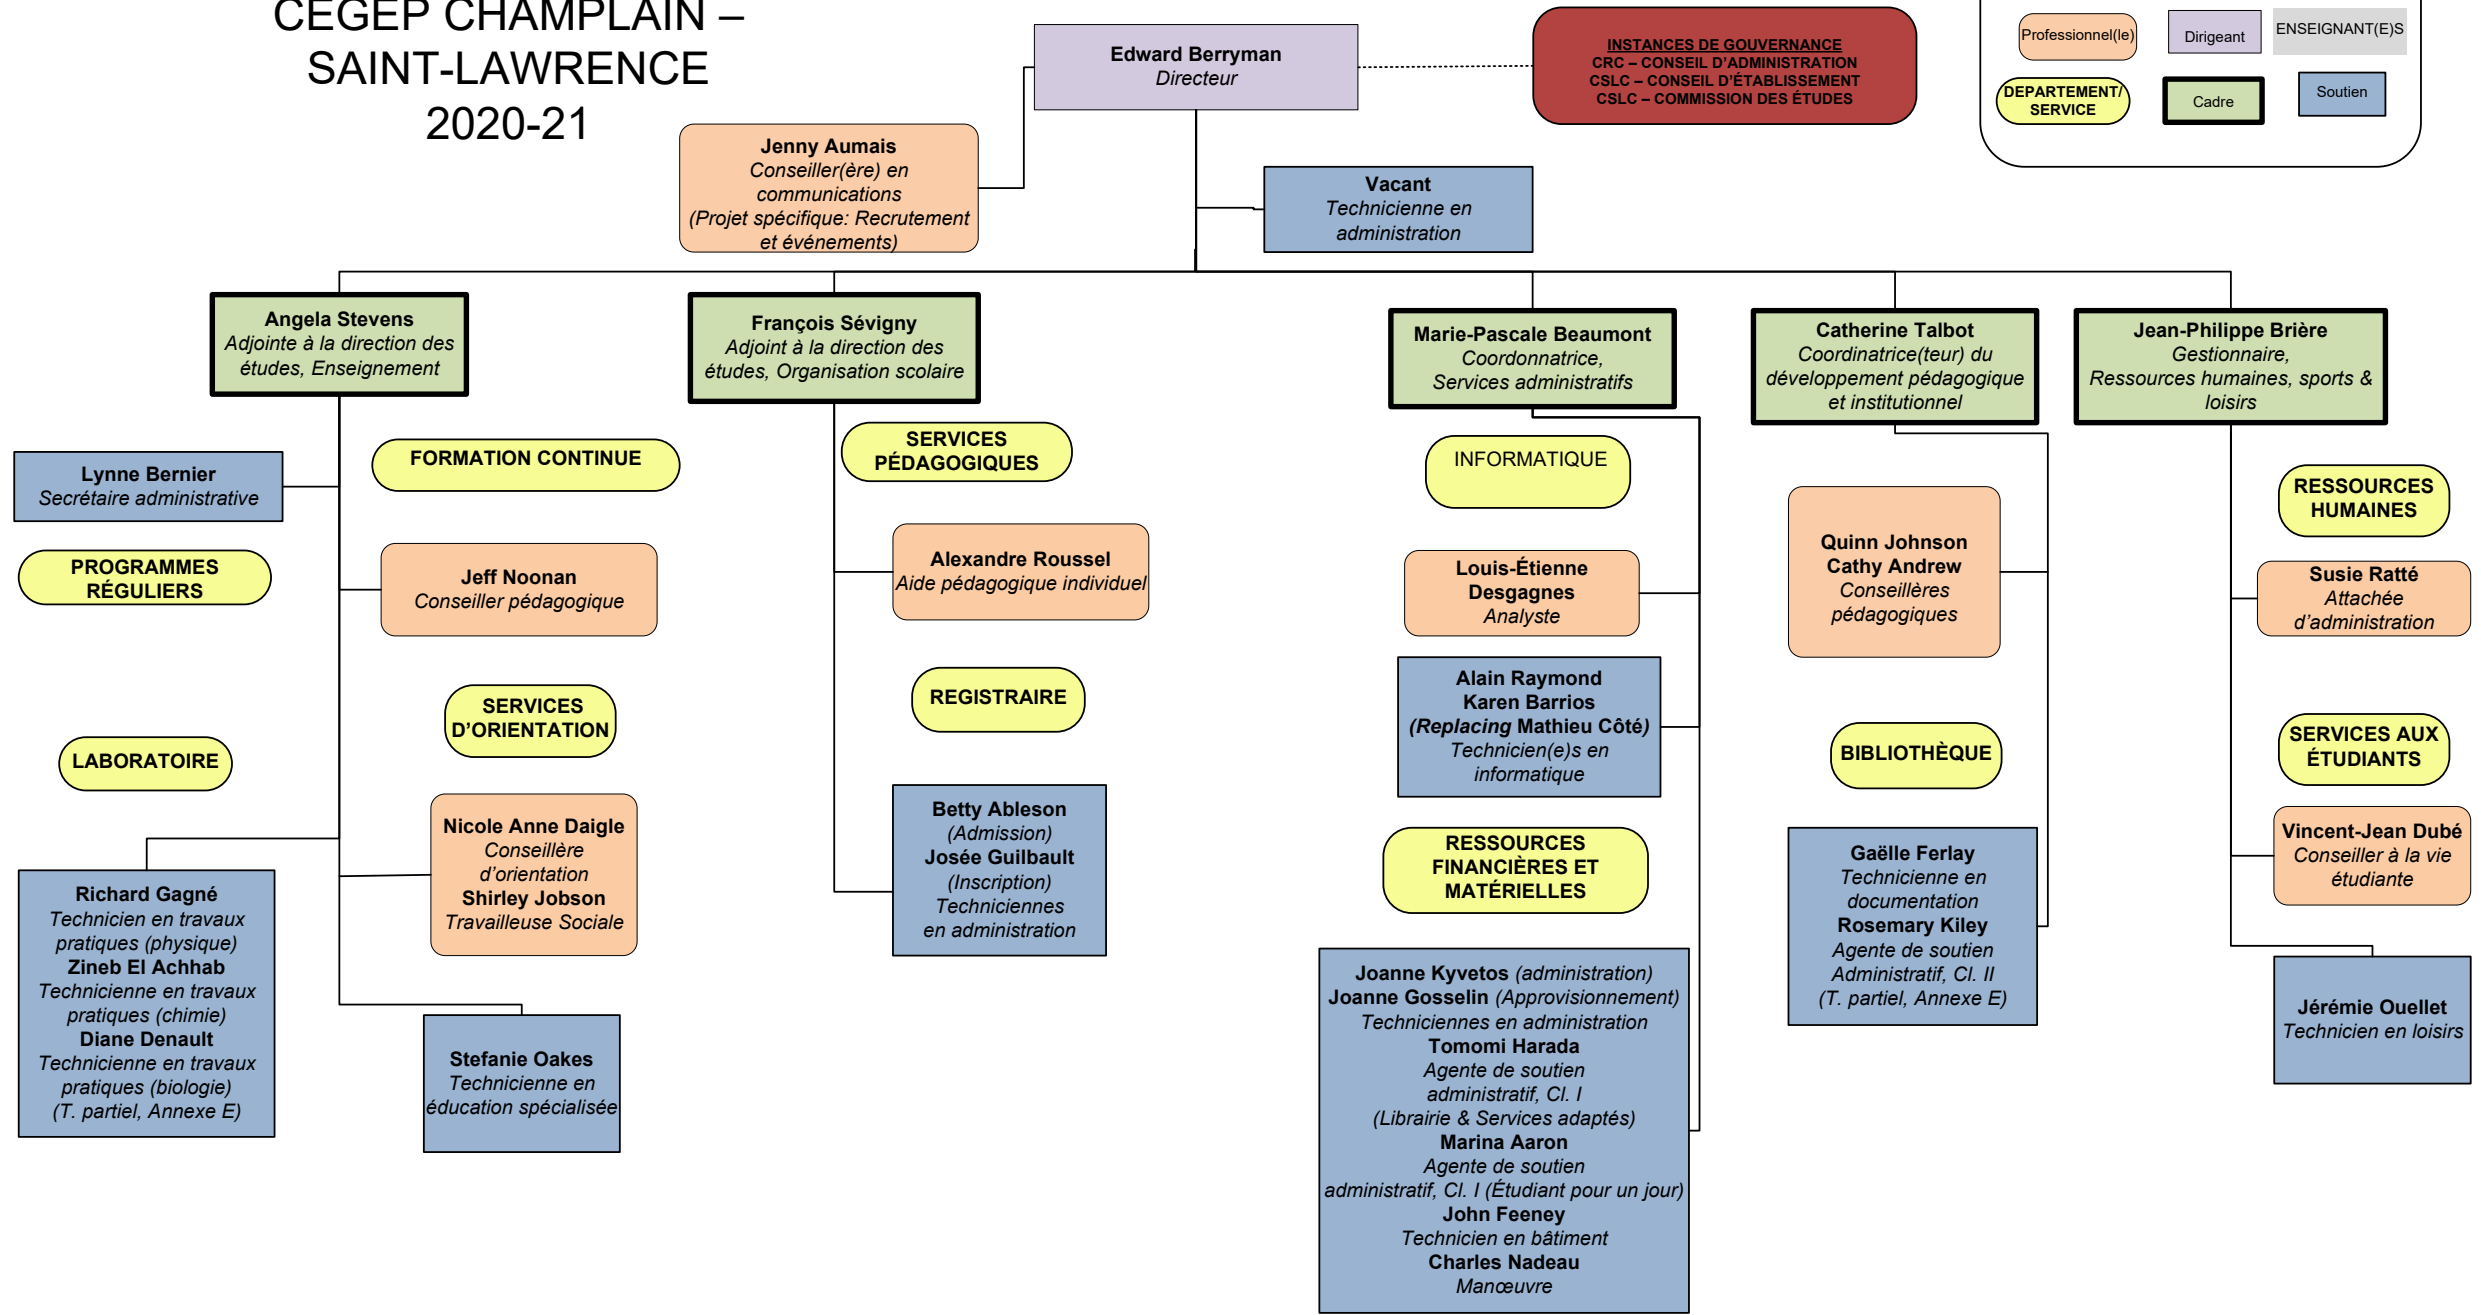 CEGEP CHAMPLAIN –
SAINT-LAWRENCE
2020-21
Edward Berryman
Directeur
INSTANCES DE GOUVERNANCE
CRC – CONSEIL D'ADMINISTRATION
CSLC – CONSEIL D'ÉTABLISSEMENT
CSLC – COMMISSION DES ÉTUDES
Professionnel(le)
Dirigeant
ENSEIGNANT(E)S
DEPARTEMENT/
SERVICE
Cadre
Soutien
Jenny Aumais
Conseiller(ère) en
communications
(Projet spécifique: Recrutement
et événements)
Vacant
Technicienne en
administration
Angela Stevens
Adjointe à la direction des
études, Enseignement
François Sévigny
Adjoint à la direction des
études, Organisation scolaire
Marie-Pascale Beaumont
Coordonnatrice,
Services administratifs
Catherine Talbot
Coordinatrice(teur) du
développement pédagogique
et institutionnel
Jean-Philippe Brière
Gestionnaire,
Ressources humaines, sports &
loisirs
Lynne Bernier
Secrétaire administrative
PROGRAMMES
RÉGULIERS
LABORATOIRE
Richard Gagné
Technicien en travaux
pratiques (physique)
Zineb El Achhab
Technicienne en travaux
pratiques (chimie)
Diane Denault
Technicienne en travaux
pratiques (biologie)
(T. partiel, Annexe E)
FORMATION CONTINUE
Jeff Noonan
Conseiller pédagogique
SERVICES
D'ORIENTATION
Nicole Anne Daigle
Conseillère
d'orientation
Shirley Jobson
Travailleuse Sociale
Stefanie Oakes
Technicienne en
éducation spécialisée
SERVICES
PÉDAGOGIQUES
Alexandre Roussel
Aide pédagogique individuel
REGISTRAIRE
Betty Ableson
(Admission)
Josée Guilbault
(Inscription)
Techniciennes
en administration
INFORMATIQUE
Louis-Étienne
Desgagnes
Analyste
Alain Raymond
Karen Barrios
(Replacing Mathieu Côté)
Technicien(e)s en
informatique
RESSOURCES
FINANCIÈRES ET
MATÉRIELLES
Joanne Kyvetos (administration)
Joanne Gosselin (Approvisionnement)
Techniciennes en administration
Tomomi Harada
Agente de soutien
administratif, Cl. I
(Librairie & Services adaptés)
Marina Aaron
Agente de soutien
administratif, Cl. I (Étudiant pour un jour)
John Feeney
Technicien en bâtiment
Charles Nadeau
Manœuvre
Quinn Johnson
Cathy Andrew
Conseillères
pédagogiques
BIBLIOTHÈQUE
Gaëlle Ferlay
Technicienne en
documentation
Rosemary Kiley
Agente de soutien
Administratif, Cl. II
(T. partiel, Annexe E)
RESSOURCES
HUMAINES
Susie Ratté
Attachée
d'administration
SERVICES AUX
ÉTUDIANTS
Vincent-Jean Dubé
Conseiller à la vie
étudiante
Jérémie Ouellet
Technicien en loisirs